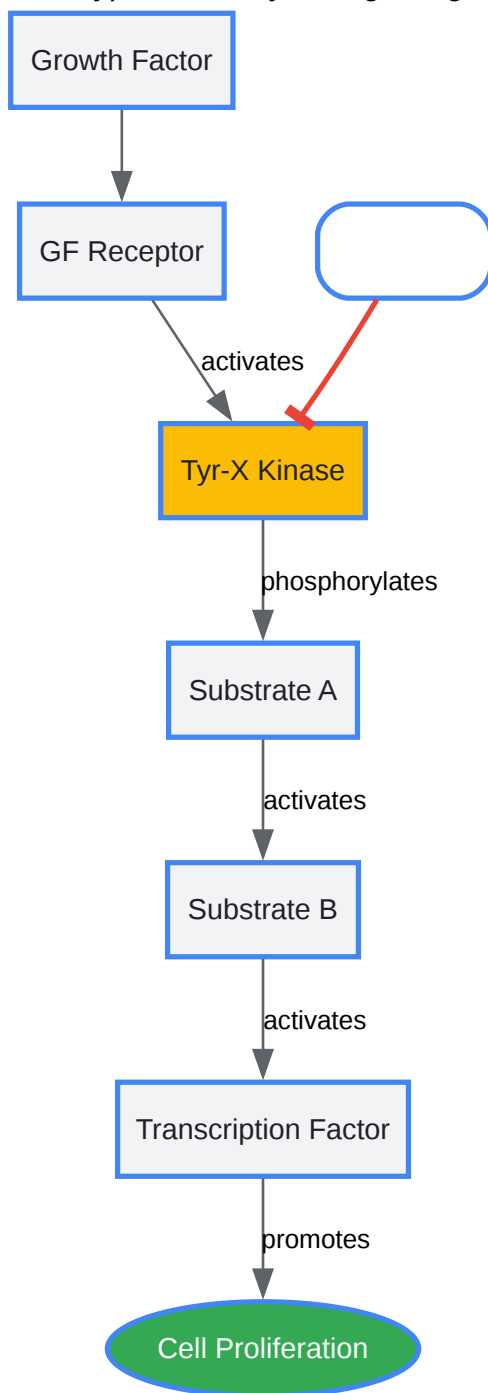 Growth Factor
GF Receptor
activates
Tyr-X Kinase
phosphorylates
Substrate A
activates
Substrate B
activates
Transcription Factor
promotes
Cell Proliferation